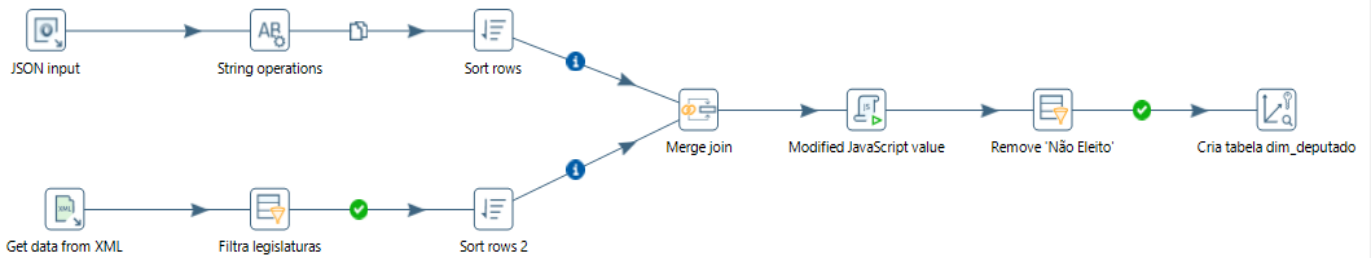 JSON input
String operations
Sort rows
Merge join
Modified JavaScript value
Remove 'Não Eleito'
Cria tabela dim_deputado
Get data from XML
Filtra legislaturas
Sort rows 2